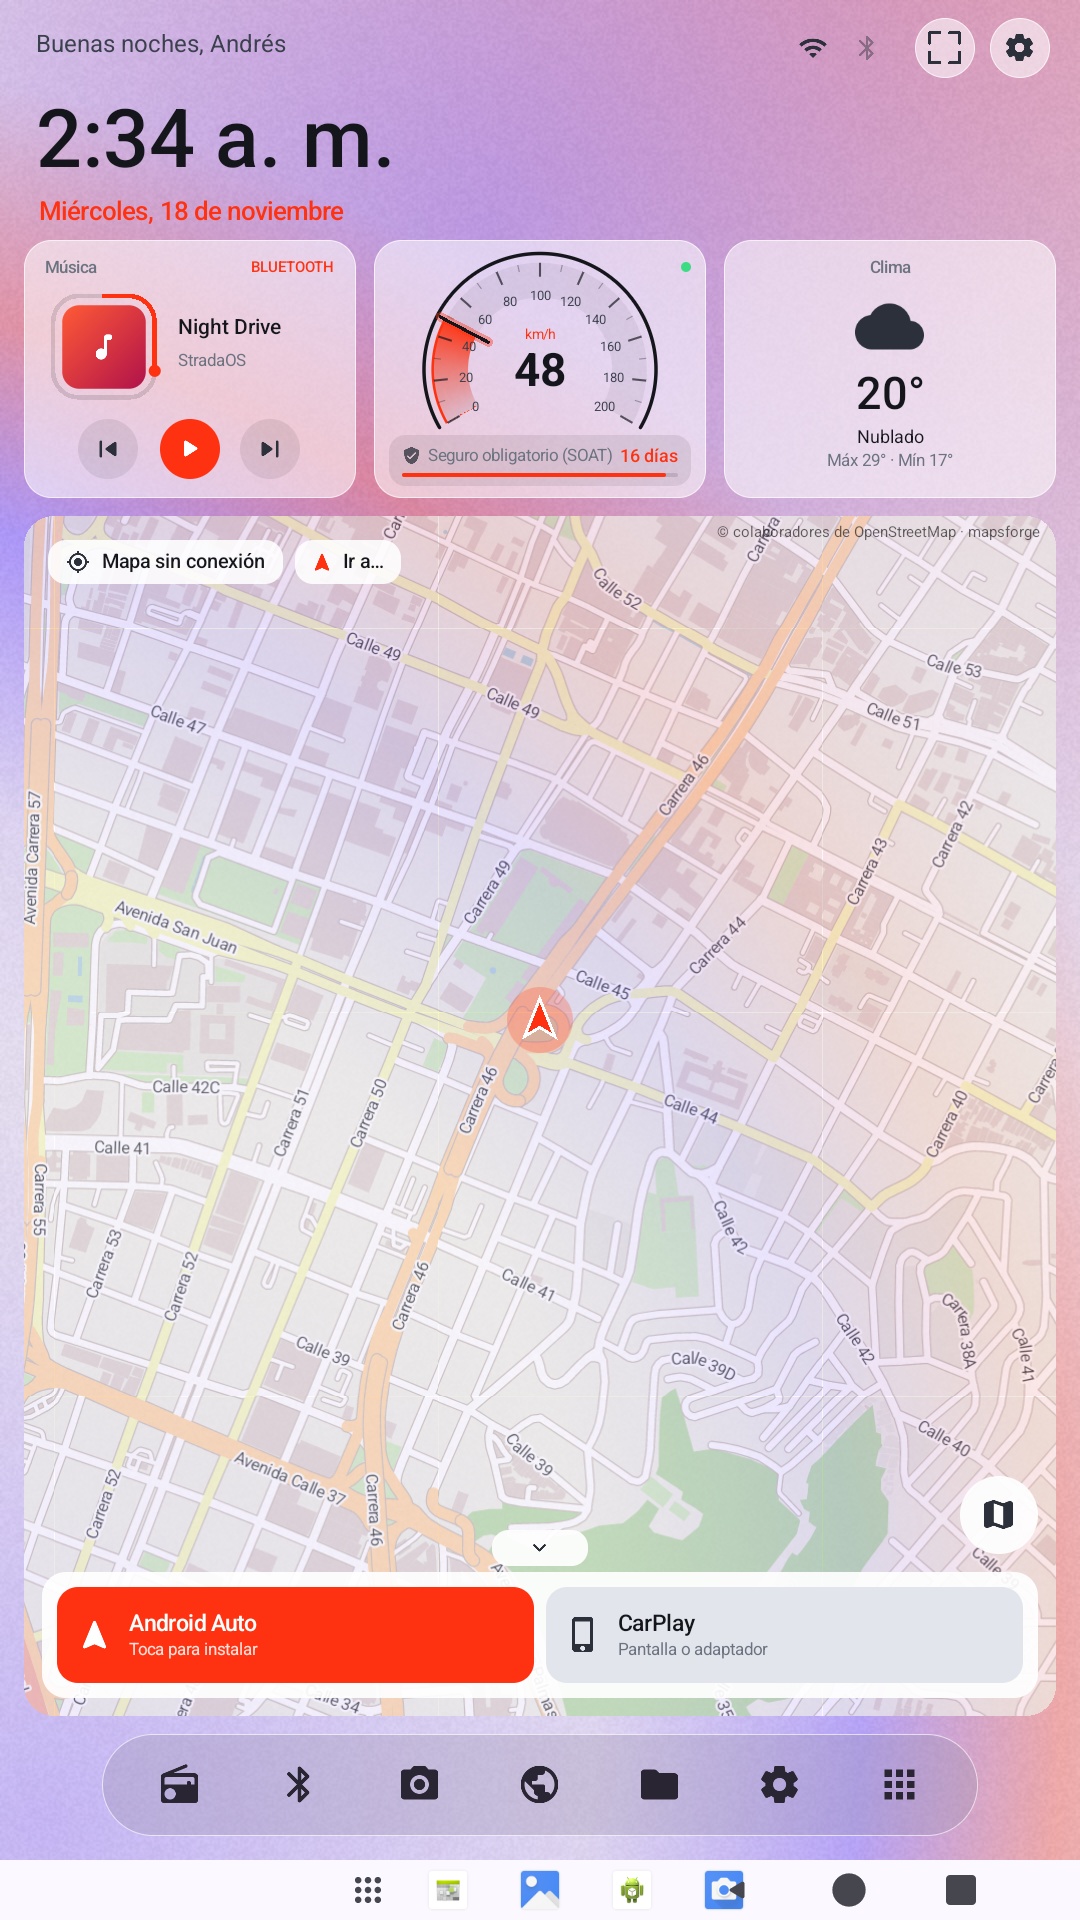 Buenas noches, Andrés
2:34 a. m.
Miércoles, 18 de noviembre
Música
BLUETOOTH
Night Drive
StradaOS
0
20
40
60
80
100
120
140
160
180
200
km/h
48
Seguro obligatorio (SOAT)
16 días
Clima
20°
Nublado
Máx 29° · Mín 17°
© colaboradores de OpenStreetMap · mapsforge
Mapa sin conexión
Ir a...
Calle 52
Calle 49
Calle 53
Calle 49
Calle 47
Calle 51
Carrera 46
Avenida Carrera 57
Carrera 42
Carrera 43
Carrera 49
Avenida San Juan
Carrera 44
Calle 45
Calle 42C
Carrera 51
Carrera 50
Carrera 46
Calle 44
Carrera 40
Calle 41
Carrera 55
Carrera 53
Carrera 52
Carrera 46
Calle 42
Calle 41
Calle 39
Calle 42
Carrera 38A
Calle 41
Calle 39D
Calle 40
Calle 39
Avenida Calle 37
Carrera 52
Carrera 46
Android Auto
Toca para instalar
CarPlay
Pantalla o adaptador